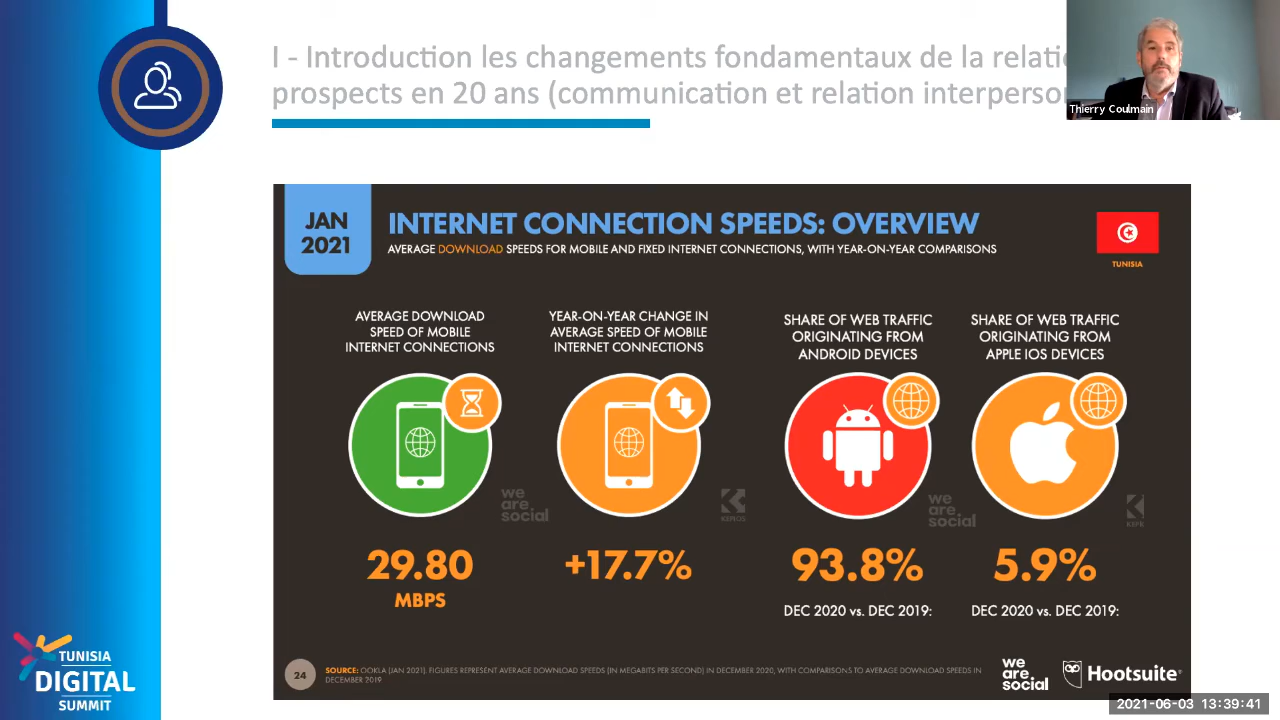 I - Introduction les changements fondamentaux de la relati
prospects en 20 ans (communication et relation interperso
Thierry Coulmain
JAN
2021
INTERNET CONNECTION SPEEDS: OVERVIEW
AVERAGE DOWNLOAD SPEEDS FOR MOBILE AND FIXED INTERNET CONNECTIONS, WITH YEAR-ON-YEAR COMPARISONS
TUNISIA
AVERAGE DOWNLOAD
SPEED OF MOBILE
INTERNET CONNECTIONS
29.80
MBPS
YEAR-ON-YEAR CHANGE IN
AVERAGE SPEED OF MOBILE
INTERNET CONNECTIONS
+17.7%
SHARE OF WEB TRAFFIC
ORIGINATING FROM
ANDROID DEVICES
93.8%
DEC 2020 vs. DEC 2019:
SHARE OF WEB TRAFFIC
ORIGINATING FROM
APPLE IOS DEVICES
5.9%
DEC 2020 vs. DEC 2019:
we
are
social
KEPIOS
we
are
social
KEPI
24
SOURCE: OOKLA (JAN 2021). FIGURES REPRESENT AVERAGE DOWNLOAD SPEEDS (IN MEGABITS PER SECOND) IN DECEMBER 2020, WITH COMPARISONS TO AVERAGE DOWNLOAD SPEEDS IN
DECEMBER 2019
we
are
social
Hootsuite®
TUNISIA
DIGITAL
SUMMIT
2021-06-03 13:39:41